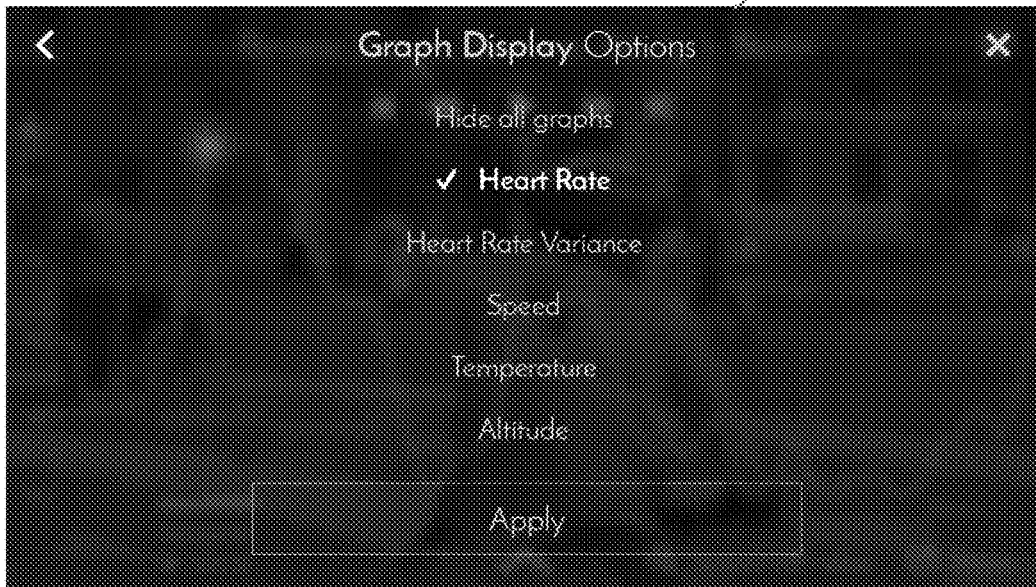 Graph Display Options
Hide all graphs
✓ Heart Rate
Heart Rate Variance
Speed
Temperature
Altitude
Apply